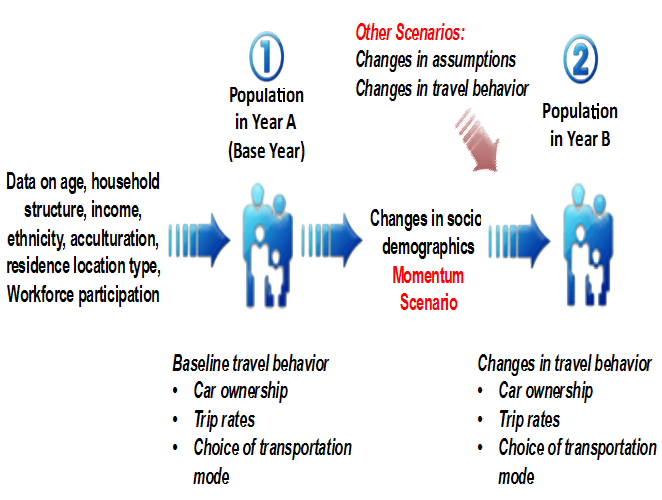 1
Population
in Year A
(Base Year)
Other Scenarios:
Changes in assumptions
Changes in travel behavior
2
Population
in Year B
Data on age, household
structure, income,
ethnicity, acculturation,
residence location type,
Workforce participation
Changes in socio
demographics
Momentum
Scenario
Baseline travel behavior
• Car ownership
• Trip rates
• Choice of transportation
mode
Changes in travel behavior
• Car ownership
• Trip rates
• Choice of transportation
mode